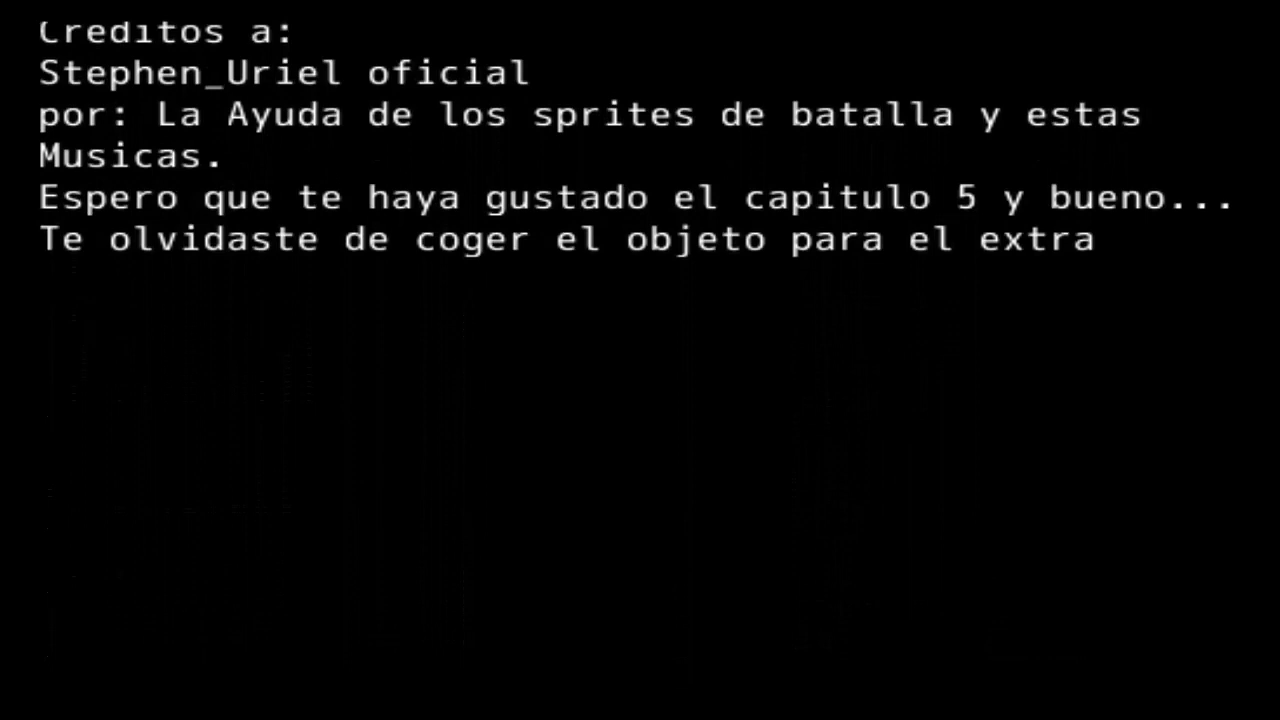 Creditos a:
Stephen_Uriel oficial
por: La Ayuda de los sprites de batalla y estas
Musicas.
Espero que te haya gustado el capitulo 5 y bueno...
Te olvidaste de coger el objeto para el extra